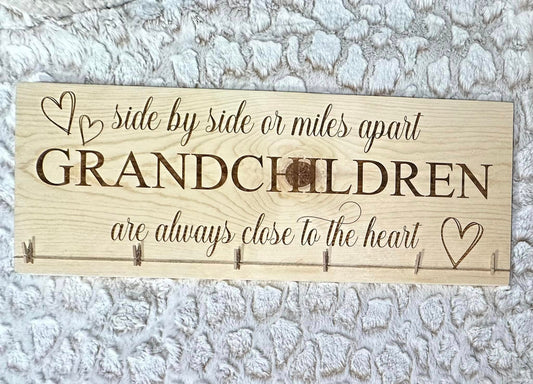 side by side or miles apart
GRANDCHILDREN
are always close to the heart